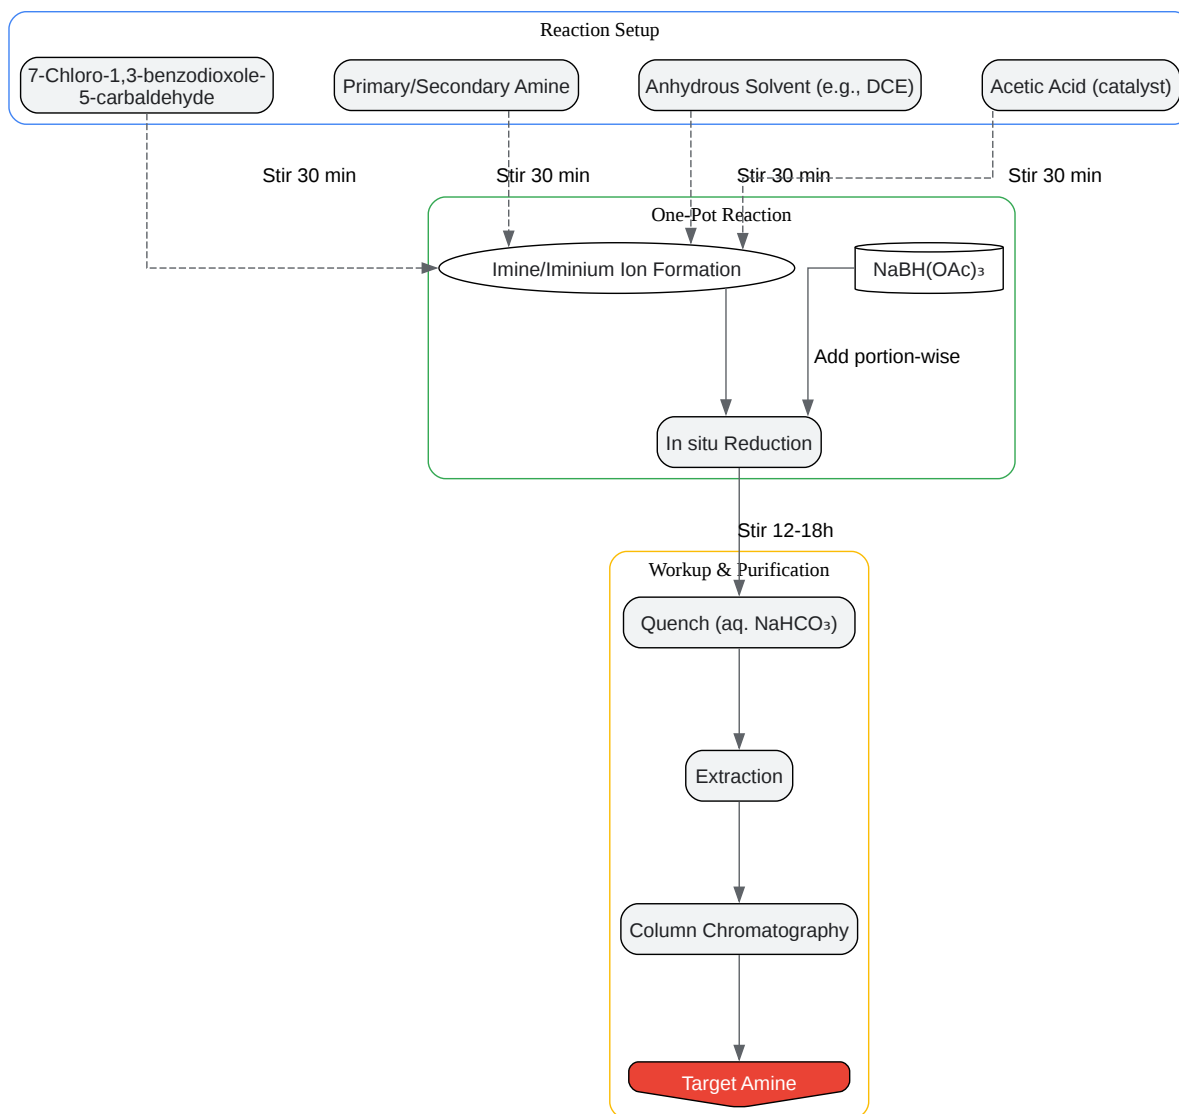 Reaction Setup
7-Chloro-1,3-benzodioxole-
5-carbaldehyde
Primary/Secondary Amine
Anhydrous Solvent (e.g., DCE)
Acetic Acid (catalyst)
Stir 30 min
Stir 30 min
Stir 30 min
Stir 30 min
One-Pot Reaction
Imine/Iminium Ion Formation
NaBH(OAc)₃
Add portion-wise
In situ Reduction
Stir 12-18h
Workup & Purification
Quench (aq. NaHCO₃)
Extraction
Column Chromatography
Target Amine